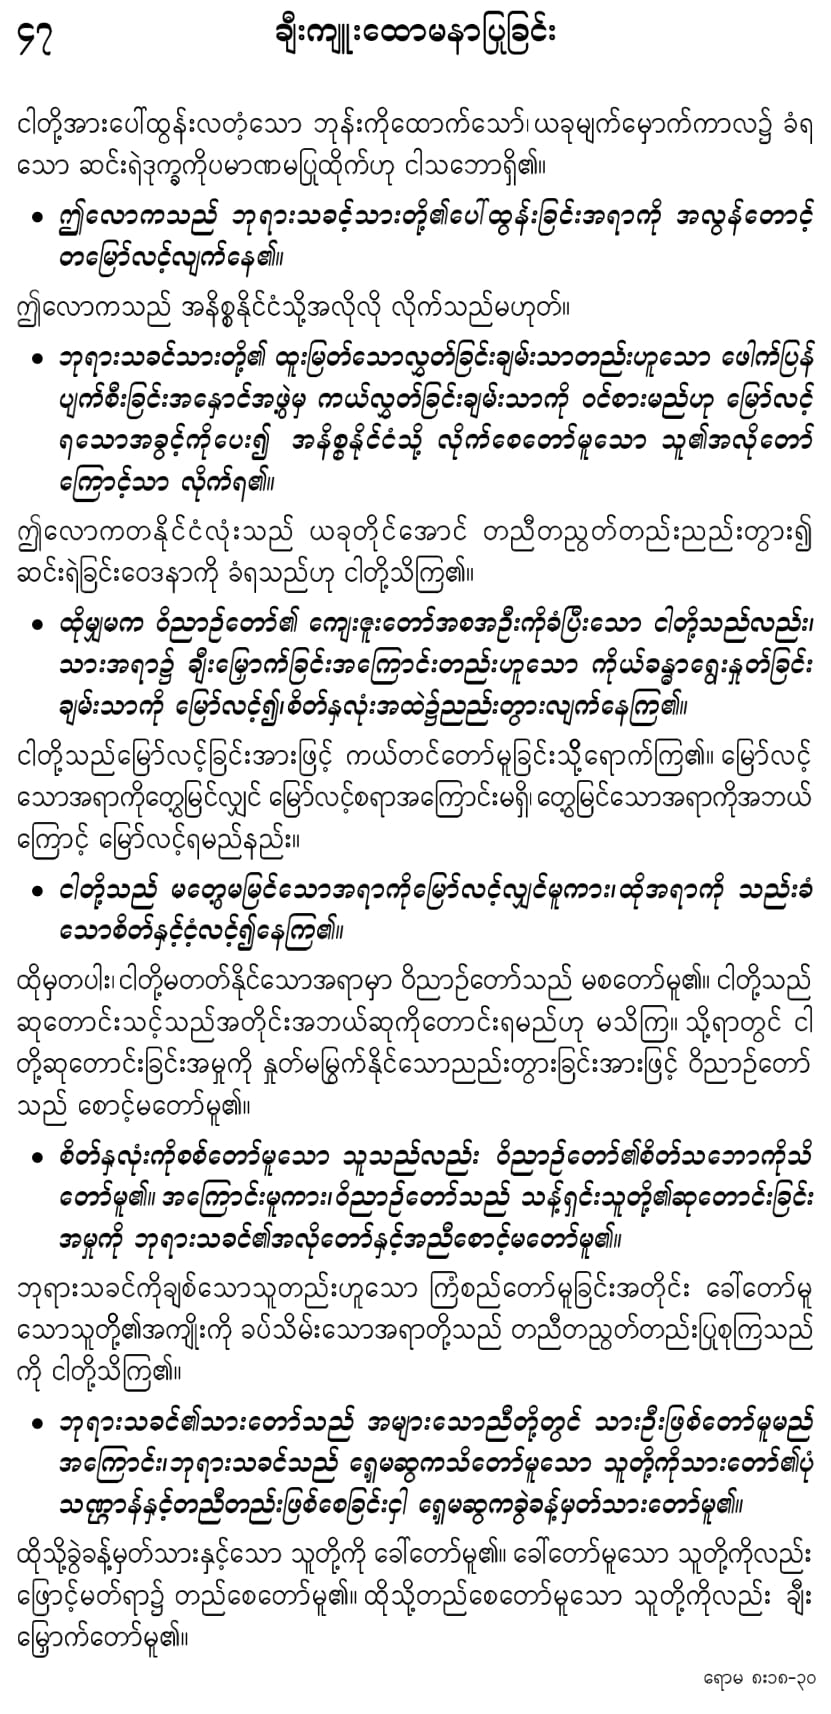 ၄၇ ချီးကျူးထောမနာပြုခြင်း
ငါတို့အားပေါ်ထွန်းလတံ့သော ဘုန်းကိုထောက်သော်၊ ယခုမျက်မှောက်ကာလ၌ ခံရ
သော ဆင်းရဲဒုက္ခကိုပမာဏမပြုထိုက်ဟု ငါသဘောရှိ၏။
• ဤလောကသည် ဘုရားသခင့်သားတို့၏ပေါ်ထွန်းခြင်းအရာကို အလွန်တောင့်
တမြော်လင့်လျက်နေ၏။
ဤလောကသည် အနိစ္စနိုင်ငံသို့အလိုလို လိုက်သည်မဟုတ်။
• ဘုရားသခင်သားတို့၏ ထူးမြတ်သောလွှတ်ခြင်းချမ်းသာတည်းဟူသော ဖေါက်ပြန်
ပျက်စီးခြင်းအနှောင်အဖွဲ့မှ ကယ်လွှတ်ခြင်းချမ်းသာကို ဝင်စားမည်ဟု မြော်လင့်
ရသောအခွင့်ကိုပေး၍ အနိစ္စနိုင်ငံသို့ လိုက်စေတော်မူသော သူ၏အလိုတော်
ကြောင့်သာ လိုက်ရ၏။
ဤလောကတနိုင်ငံလုံးသည် ယခုတိုင်အောင် တညီတညွတ်တည်းညည်းတွား၍
ဆင်းရဲခြင်းဝေဒနာကို ခံရသည်ဟု ငါတို့သိကြ၏။
• ထိုမျှမက ဝိညာဉ်တော်၏ ကျေးဇူးတော်အစအဦးကိုခံပြီးသော ငါတို့သည်လည်း၊
သားအရာ၌ ချီးမြှောက်ခြင်းအကြောင်းတည်းဟူသော ကိုယ်ခန္ဓာရွေးနှုတ်ခြင်း
ချမ်းသာကို မြော်လင့်၍၊ စိတ်နှလုံးအထဲ၌ညည်းတွားလျက်နေကြ၏။
ငါတို့သည်မြော်လင့်ခြင်းအားဖြင့် ကယ်တင်တော်မူခြင်းသို့ရောက်ကြ၏။ မြော်လင့်
သောအရာကိုတွေ့မြင်လျှင် မြော်လင့်စရာအကြောင်းမရှိ၊ တွေ့မြင်သောအရာကိုအဘယ်
ကြောင့် မြော်လင့်ရမည်နည်း။
• ငါတို့သည် မတွေ့မမြင်သောအရာကိုမြော်လင့်လျှင်မူကား၊ ထိုအရာကို သည်းခံ
သောစိတ်နှင့်ငံ့လင့်၍နေကြ၏။
ထိုမှတပါး၊ ငါတို့မတတ်နိုင်သောအရာမှာ ဝိညာဉ်တော်သည် မစတော်မူ၏။ ငါတို့သည်
ဆုတောင်းသင့်သည်အတိုင်းအဘယ်ဆုကိုတောင်းရမည်ဟု မသိကြ။ သို့ရာတွင် ငါ
တို့ဆုတောင်းခြင်းအမှုကို နှုတ်မမြွက်နိုင်သောညည်းတွားခြင်းအားဖြင့် ဝိညာဉ်တော်
သည် စောင့်မတော်မူ၏။
• စိတ်နှလုံးကိုစစ်တော်မူသော သူသည်လည်း ဝိညာဉ်တော်၏စိတ်သဘောကိုသိ
တော်မူ၏။ အကြောင်းမူကား၊ ဝိညာဉ်တော်သည် သန့်ရှင်းသူတို့၏ဆုတောင်းခြင်း
အမှုကို ဘုရားသခင်၏အလိုတော်နှင့်အညီစောင့်မတော်မူ၏။
ဘုရားသခင်ကိုချစ်သောသူတည်းဟူသော ကြံစည်တော်မူခြင်းအတိုင်း ခေါ်တော်မူ
သောသူတို့၏အကျိုးကို ခပ်သိမ်းသောအရာတို့သည် တညီတညွတ်တည်းပြုစုကြသည်
ကို ငါတို့သိကြ၏။
• ဘုရားသခင်၏သားတော်သည် အများသောညီတို့တွင် သားဦးဖြစ်တော်မူမည်
အကြောင်း၊ ဘုရားသခင်သည် ရှေ့မဆွကသိတော်မူသော သူတို့ကိုသားတော်၏ပုံ
သဏ္ဌာန်နှင့်တညီတည်းဖြစ်စေခြင်းငှါ ရှေ့မဆွကခွဲခန့်မှတ်သားတော်မူ၏။
ထိုသို့ခွဲခန့်မှတ်သားနှင့်သော သူတို့ကို ခေါ်တော်မူ၏။ ခေါ်တော်မူသော သူတို့ကိုလည်း
ဖြောင့်မတ်ရာ၌ တည်စေတော်မူ၏။ ထိုသို့တည်စေတော်မူသော သူတို့ကိုလည်း ချီး
မြှောက်တော်မူ၏။
ရောမ ၈း၁၈-၃၀